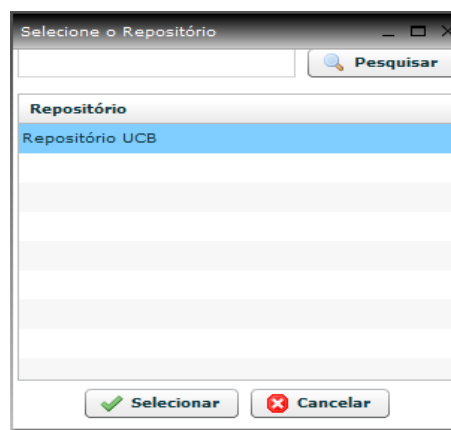 Selecione o Repositório
Pesquisar
Repositório
Repositório UCB
Selecionar Cancelar